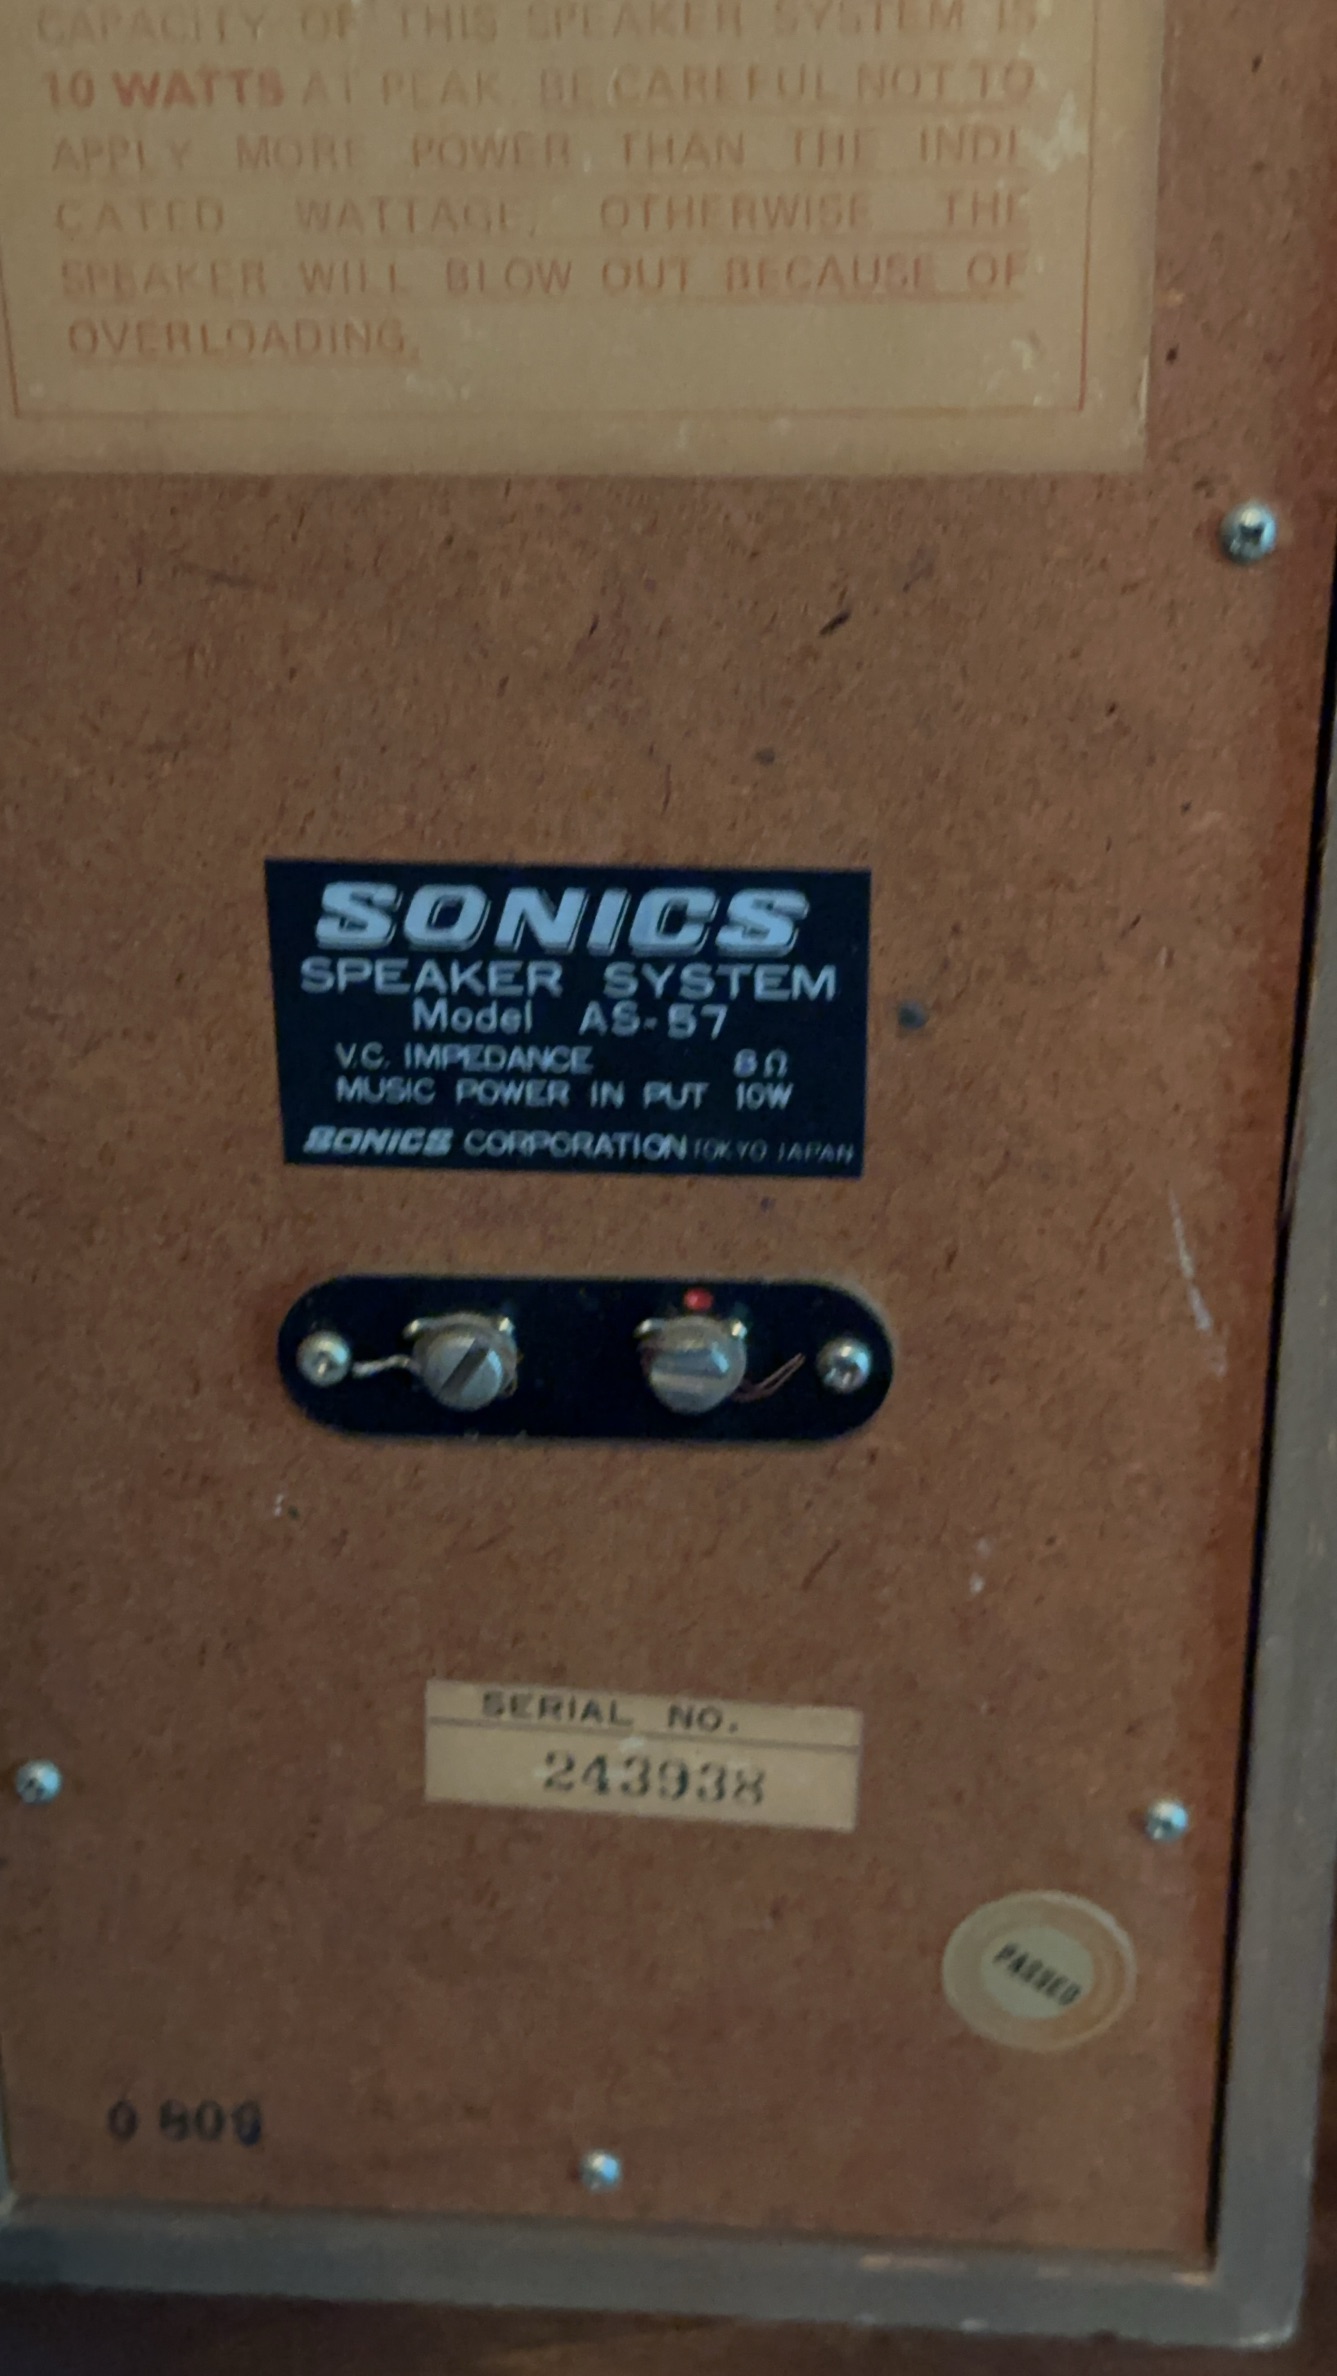 CAPACITY OF THIS SPEAKER SYSTEM IS
10 WATTS AT PEAK. BE CAREFUL NOT TO
APPLY MORE POWER THAN THE INDI
CATED WATTAGE, OTHERWISE THE
SPEAKER WILL BLOW OUT BECAUSE OF
OVERLOADING.
SONICS
SPEAKER SYSTEM
Model AS-57
V.C. IMPEDANCE 8Ω
MUSIC POWER IN PUT 10W
SONICS CORPORATION TOKYO JAPAN
SERIAL NO.
243938
PASSED